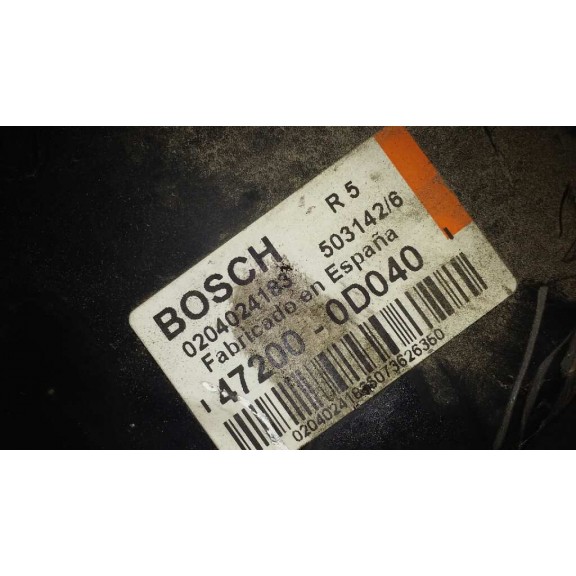 BOSCH R 5
0204024183 503142/6
Fabricado en España
47200-0D040